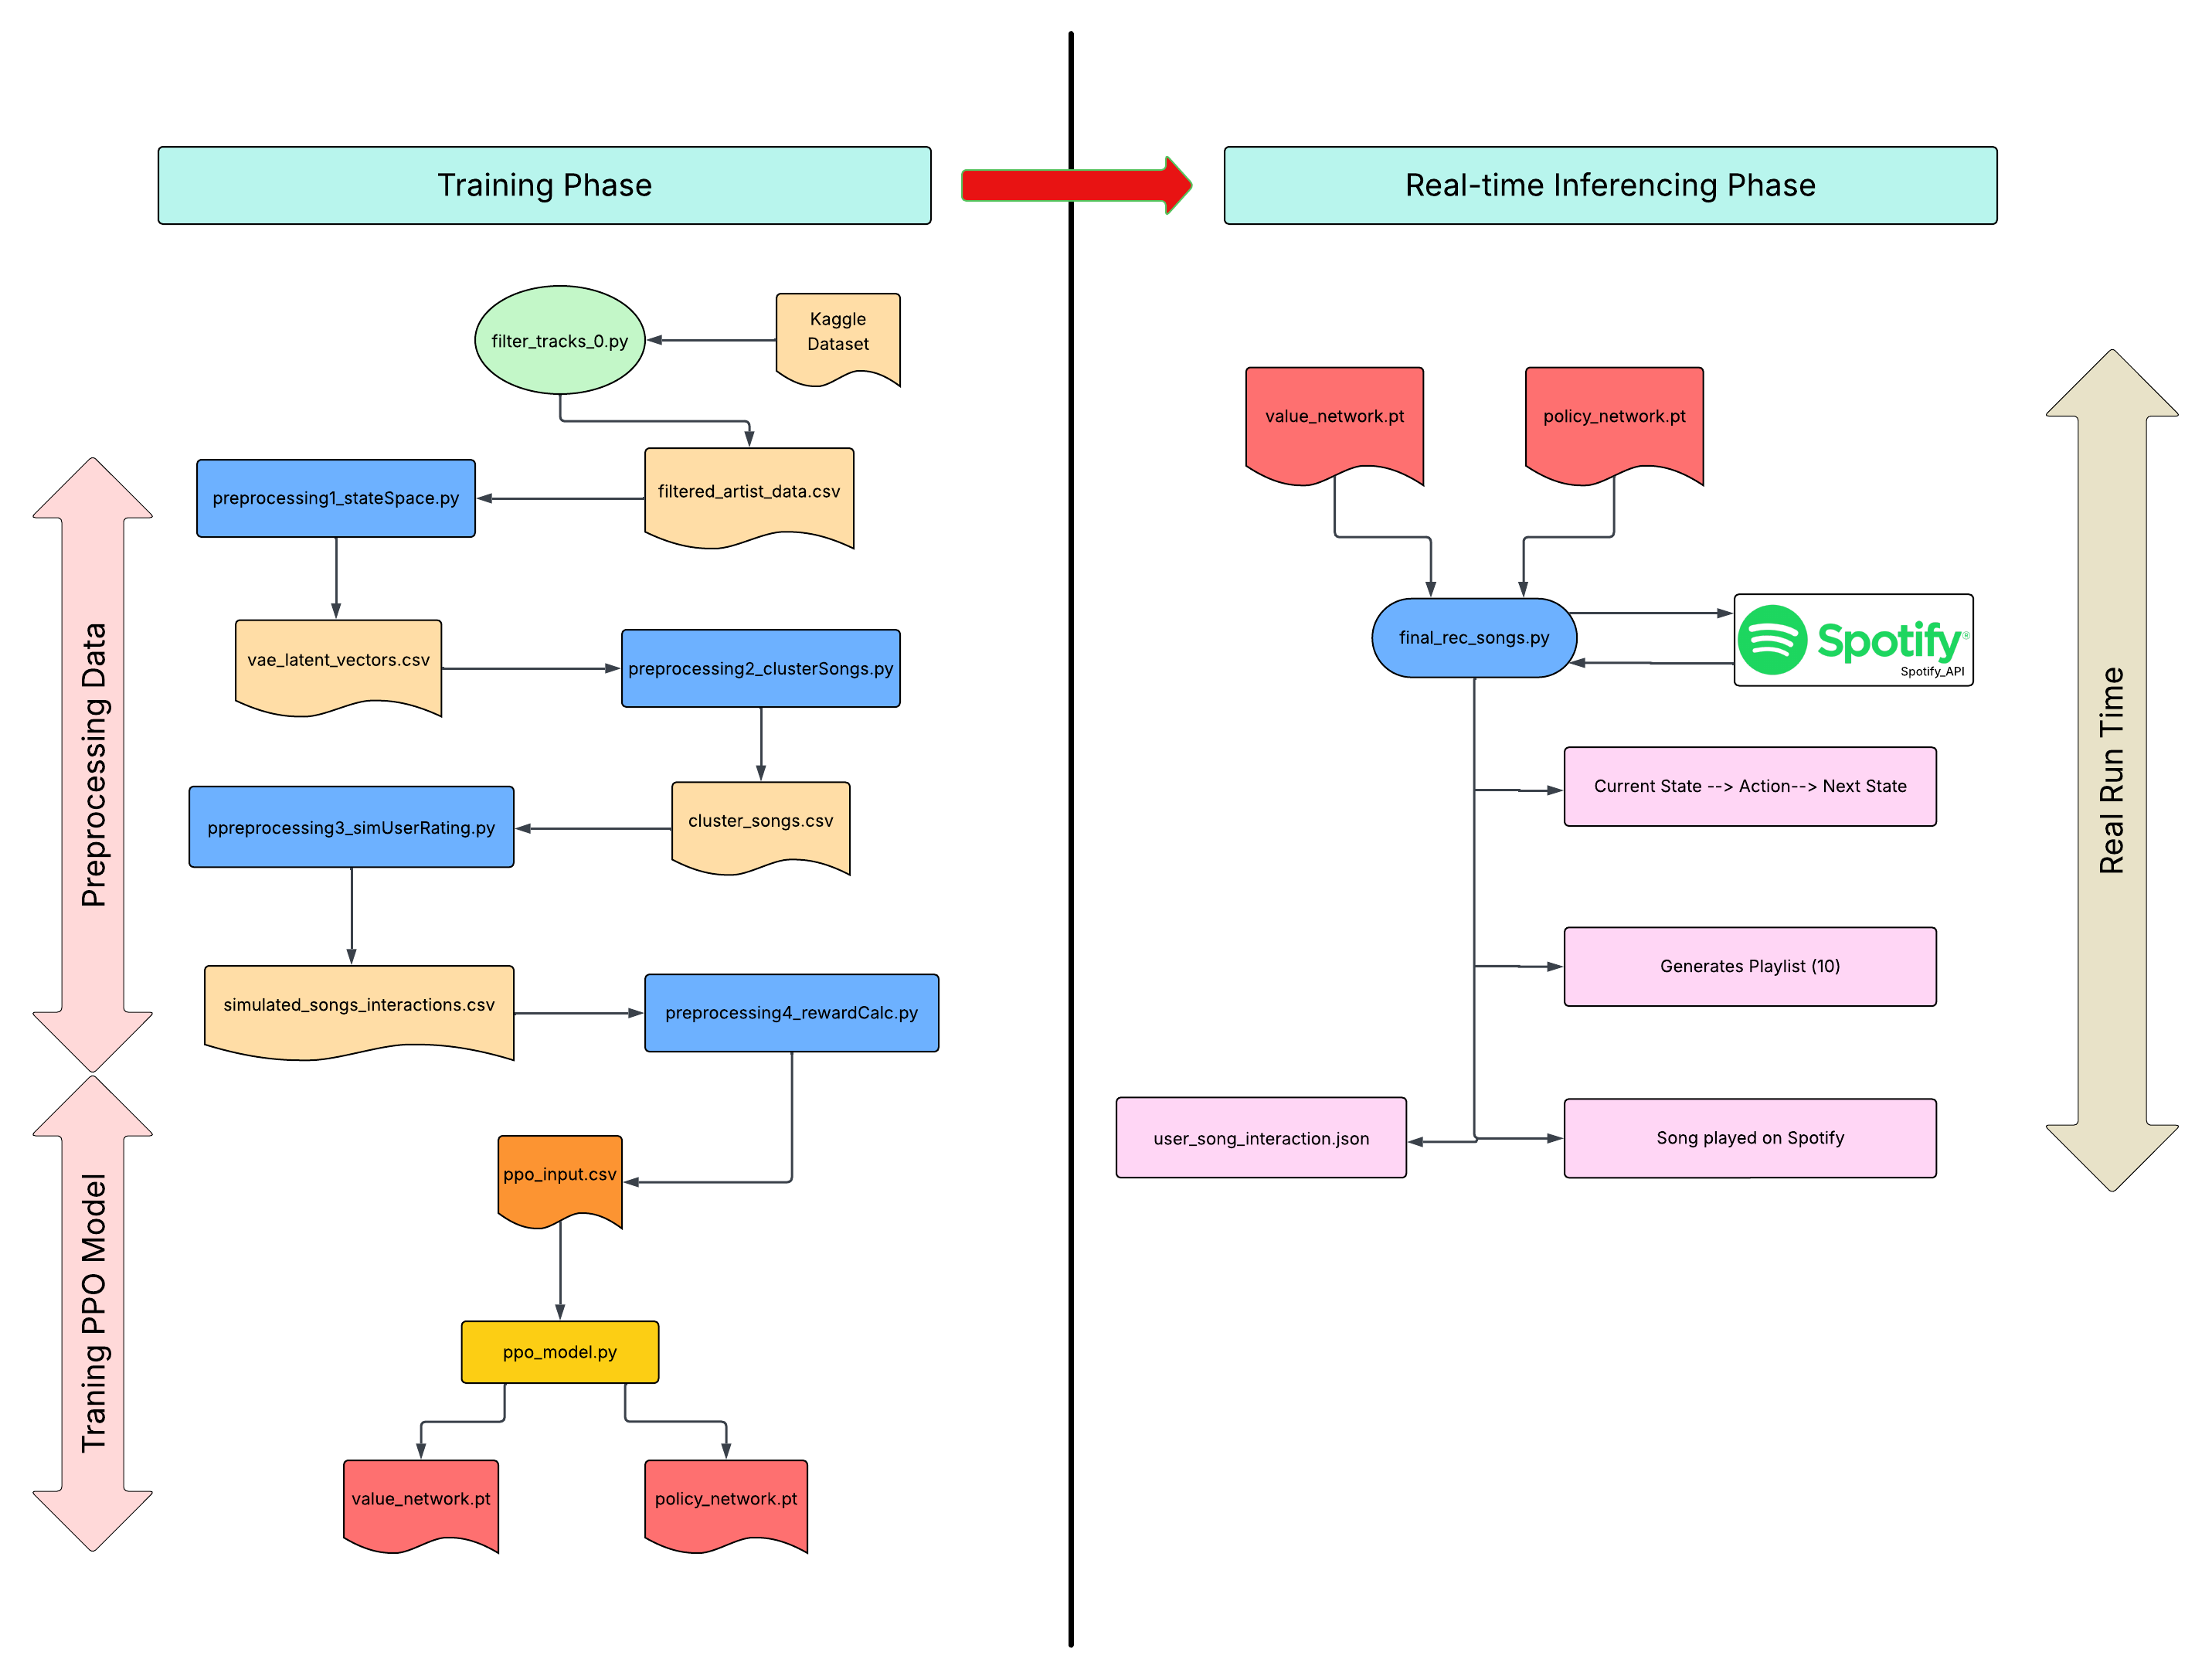 Training Phase
Real-time Inferencing Phase
filter_tracks_0.py
Kaggle
Dataset
preprocessing1_stateSpace.py
filtered_artist_data.csv
vae_latent_vectors.csv
preprocessing2_clusterSongs.py
ppreprocessing3_simUserRating.py
cluster_songs.csv
simulated_songs_interactions.csv
preprocessing4_rewardCalc.py
ppo_input.csv
ppo_model.py
value_network.pt
policy_network.pt
Preprocessing Data
Traning PPO Model
value_network.pt
policy_network.pt
final_rec_songs.py
Spotify®
Spotify_API
Current State --> Action--> Next State
Generates Playlist (10)
user_song_interaction.json
Song played on Spotify
Real Run Time